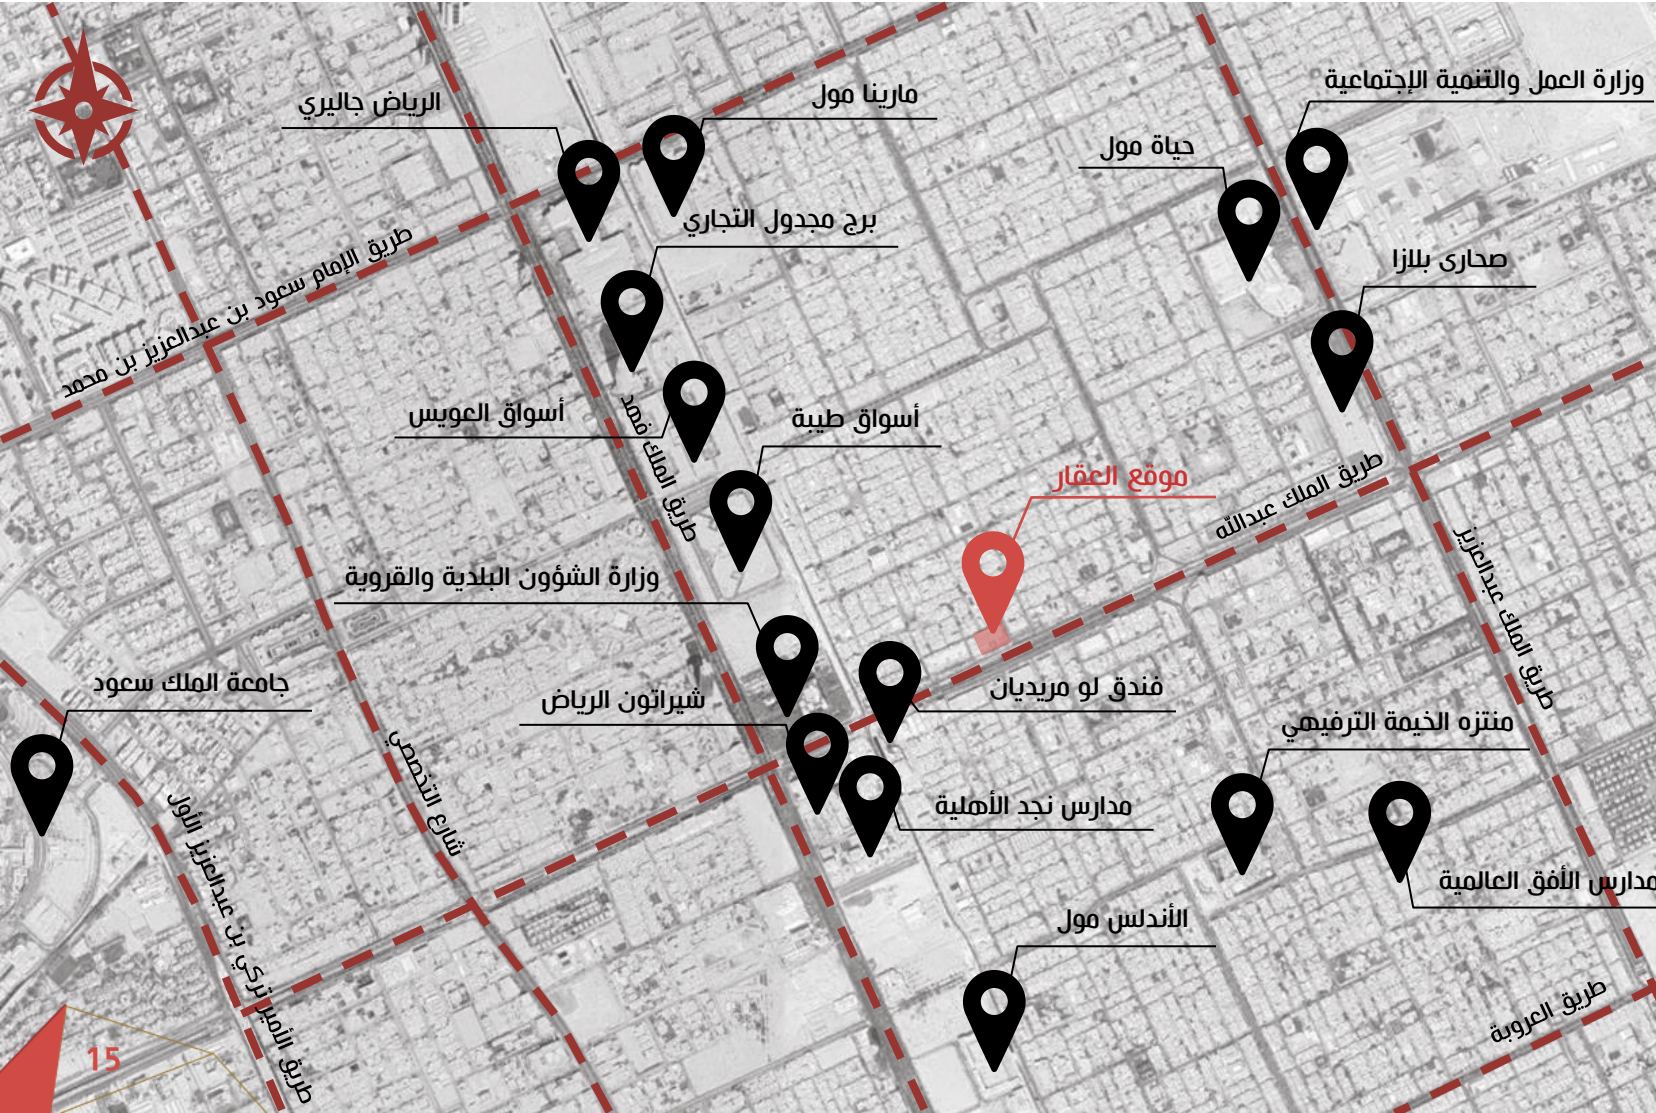 وزارة العمل والتنمية الإجتماعية
مارينا مول
الرياض جاليري
حياة مول
برج مجدول التجاري
طريق الإمام سعود بن عبدالعزيز بن محمد
صحارى بلازا
أسواق العويس
أسواق طيبة
طريق الملك فهد
موقع العقار
طريق الملك عبدالله
وزارة الشؤون البلدية والقروية
طريق الملك عبدالعزيز
جامعة الملك سعود
شيراتون الرياض
فندق لو مريديان
منتزه الخيمة الترفيهي
شارع التخصصي
مدارس نجد الأهلية
طريق الأمير تركي بن عبدالعزيز الأول
مدارس الأفق العالمية
الأندلس مول
طريق العروبة
15